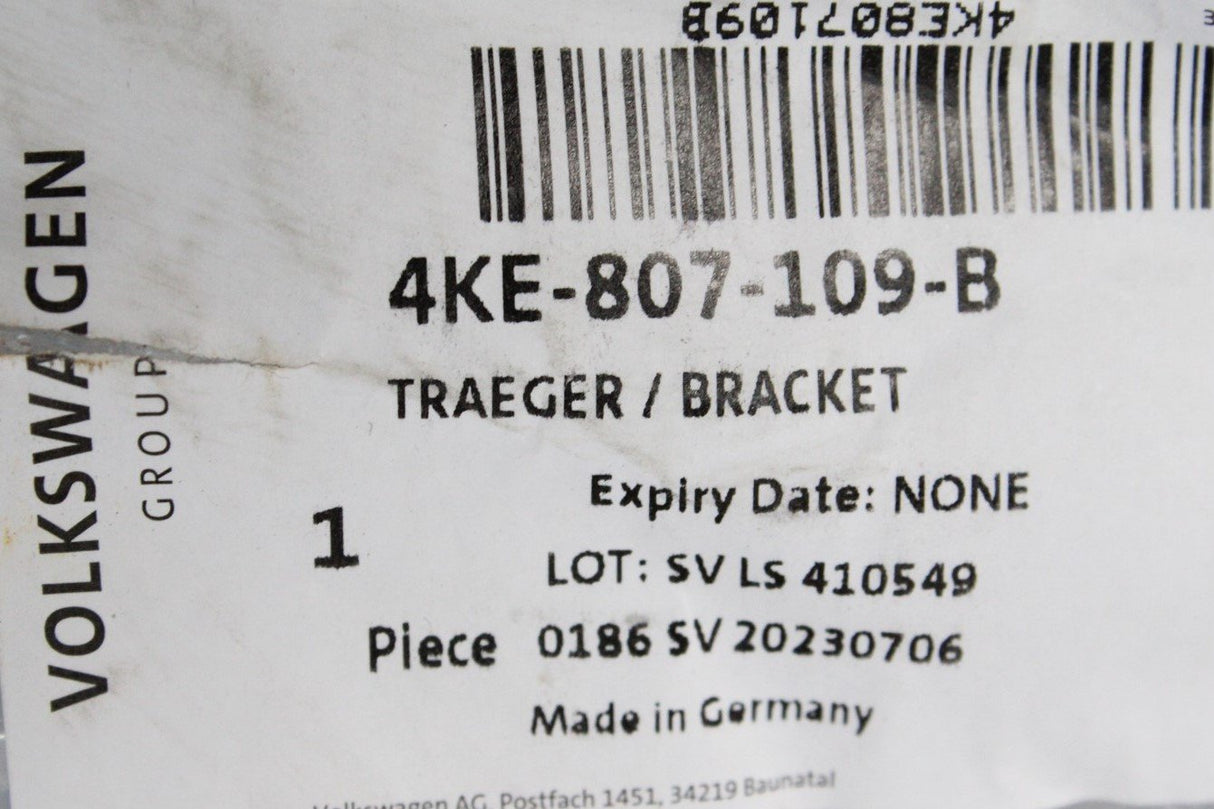 4KE807109B
4KE-807-109-B
TRAEGER / BRACKET
Expiry Date: NONE
1
LOT: SV LS 410549
Piece 0186 SV 20230706
Made in Germany
Volkswagen AG, Postfach 1451, 34219 Baunatal
VOLKSWAGEN
GROUP